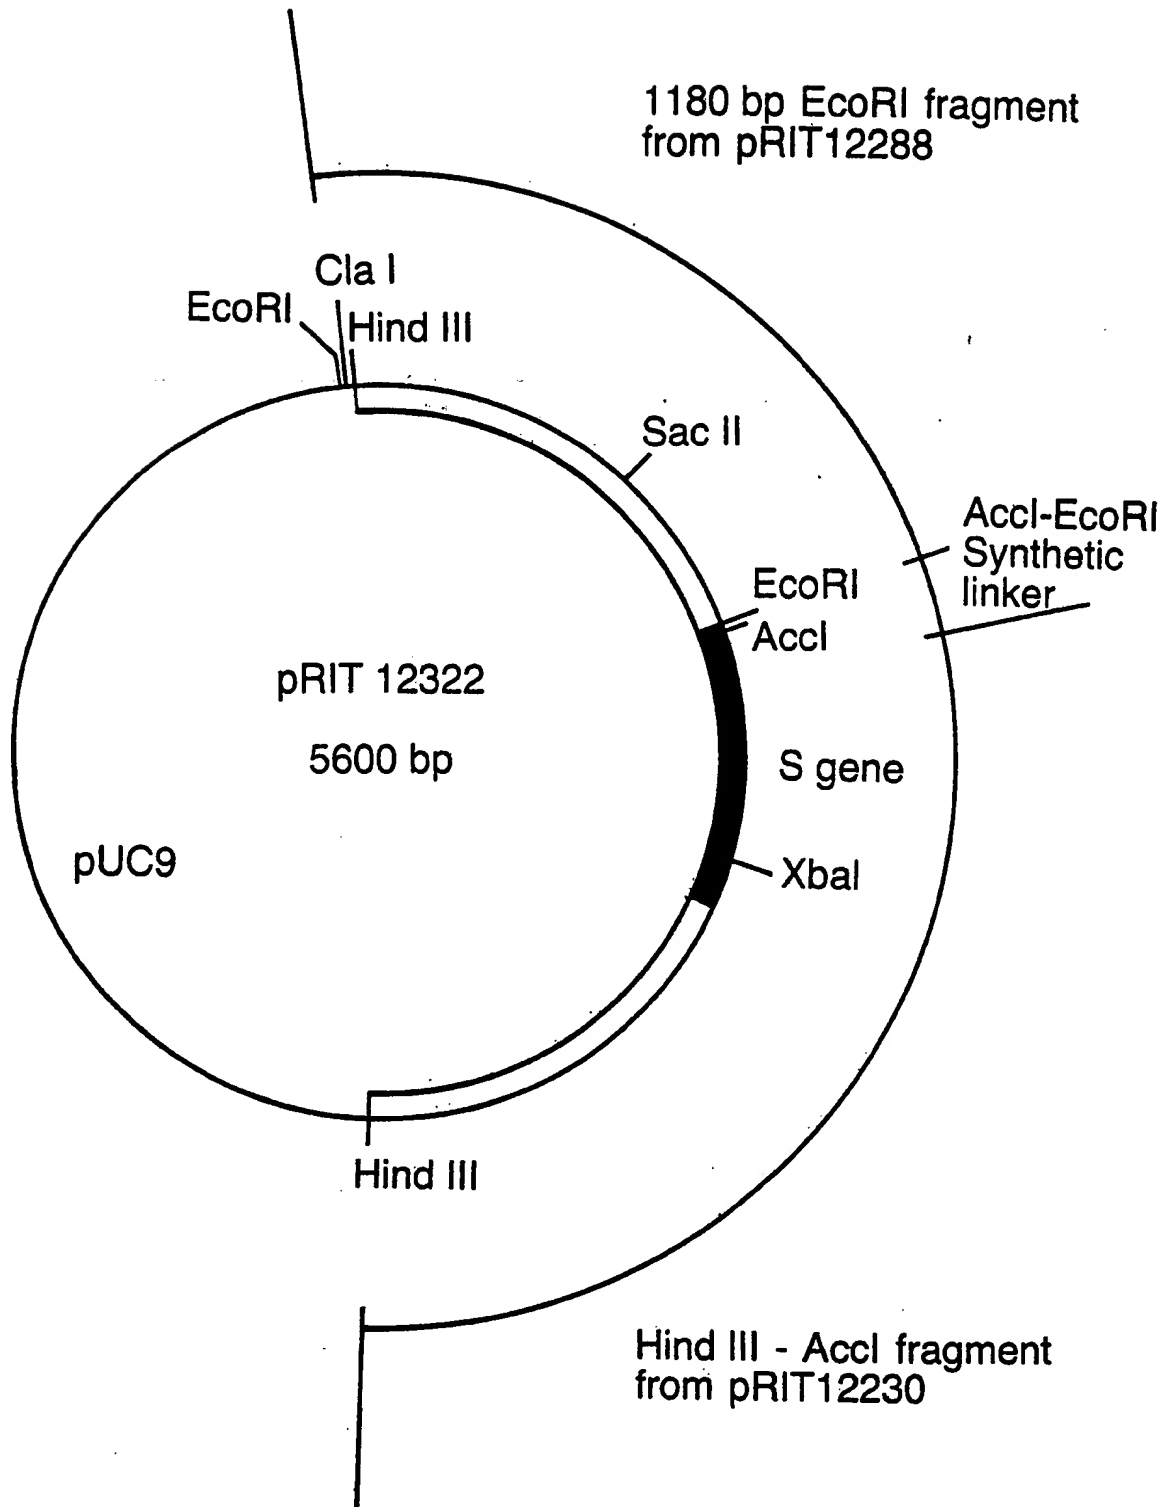 1180 bp EcoRI fragment
from pRIT12288
Cla I
EcoRI
Hind III
Sac II
AccI-EcoRI
Synthetic
linker
EcoRI
AccI
pRIT 12322
5600 bp
S gene
pUC9
XbaI
Hind III
Hind III - AccI fragment
from pRIT12230